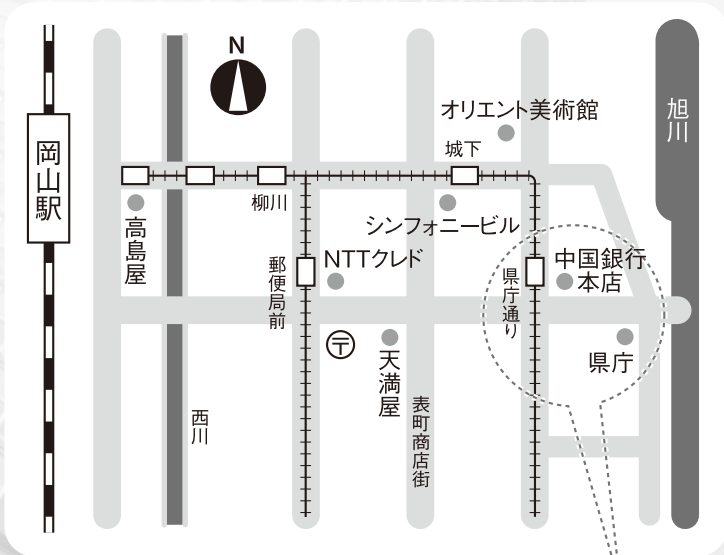 N
オリエント美術館
旭川
城下
岡山駅
柳川
高島屋
シンフォニービル
郵便局前
NTTクレド
県庁通り
中国銀行
本店
〒
天満屋
県庁
表町商店街
西川